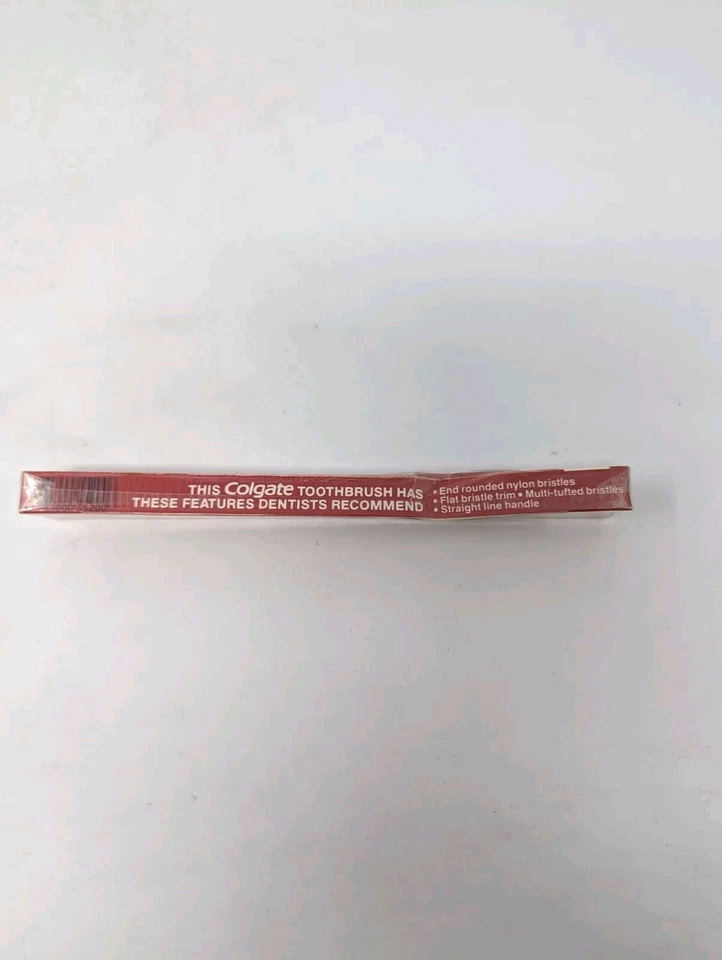 THIS Colgate TOOTHBRUSH HAS
THESE FEATURES DENTISTS RECOMMEND
• End rounded nylon bristles
• Flat bristle trim • Multi-tufted bristles
• Straight line handle